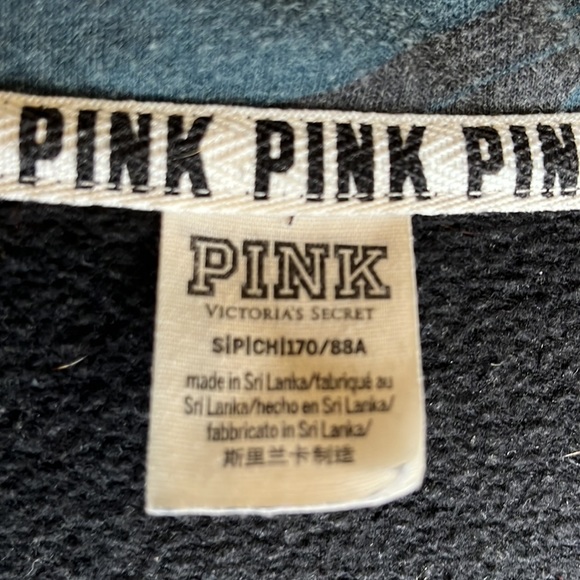 PINK PINK PIN
PINK
VICTORIA'S SECRET
S|P|CH|170/88A
made in Sri Lanka/fabriqué au
Sri Lanka/hecho en Sri Lanka/
fabbricato in Sri Lanka/
斯里兰卡制造